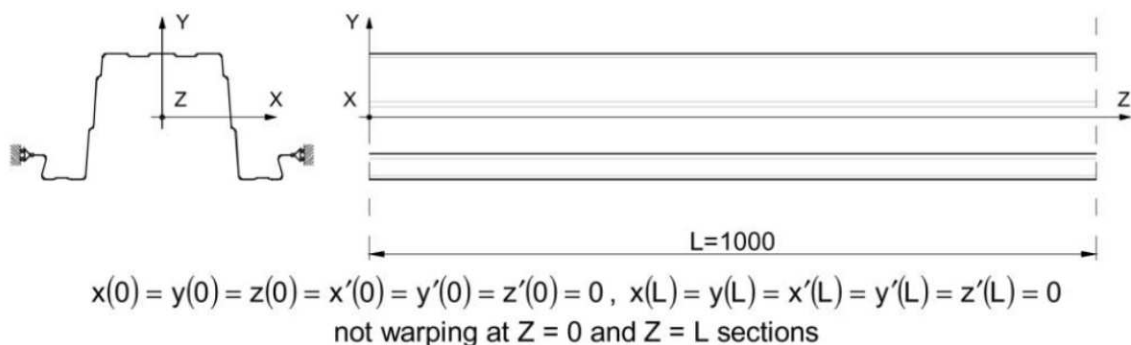 Y
Z
X
Y
X
Z
L=1000
x(0) = y(0) = z(0) = x′(0) = y′(0) = z′(0) = 0 , x(L) = y(L) = x′(L) = y′(L) = z′(L) = 0
not warping at Z = 0 and Z = L sections